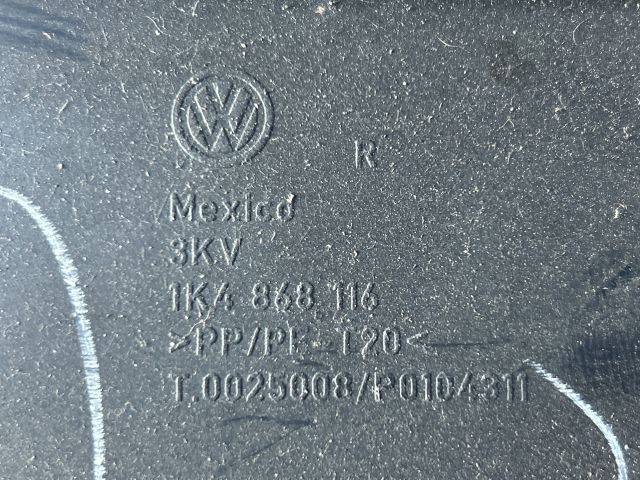 R
Mexico
3KV
1K4 868 116
>PP/PE-T20<
T.0025008/P0104311